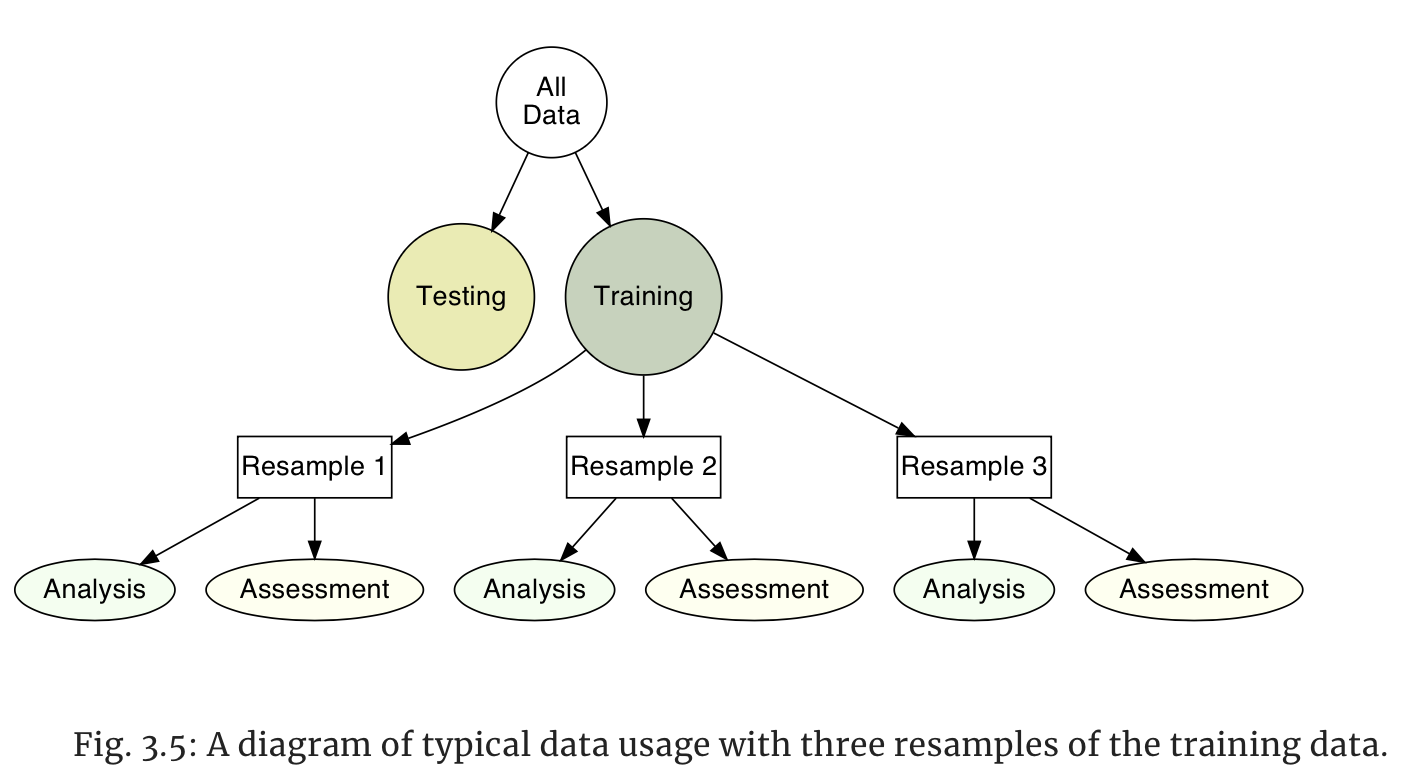 All
Data
Testing
Training
Resample 1
Resample 2
Resample 3
Analysis
Assessment
Analysis
Assessment
Analysis
Assessment
Fig. 3.5: A diagram of typical data usage with three resamples of the training data.